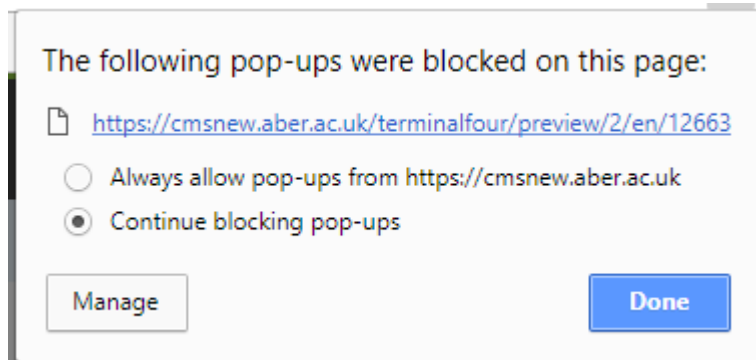 The following pop-ups were blocked on this page:
https://cmsnew.aber.ac.uk/terminalfour/preview/2/en/12663
Always allow pop-ups from https://cmsnew.aber.ac.uk
Continue blocking pop-ups
Manage
Done